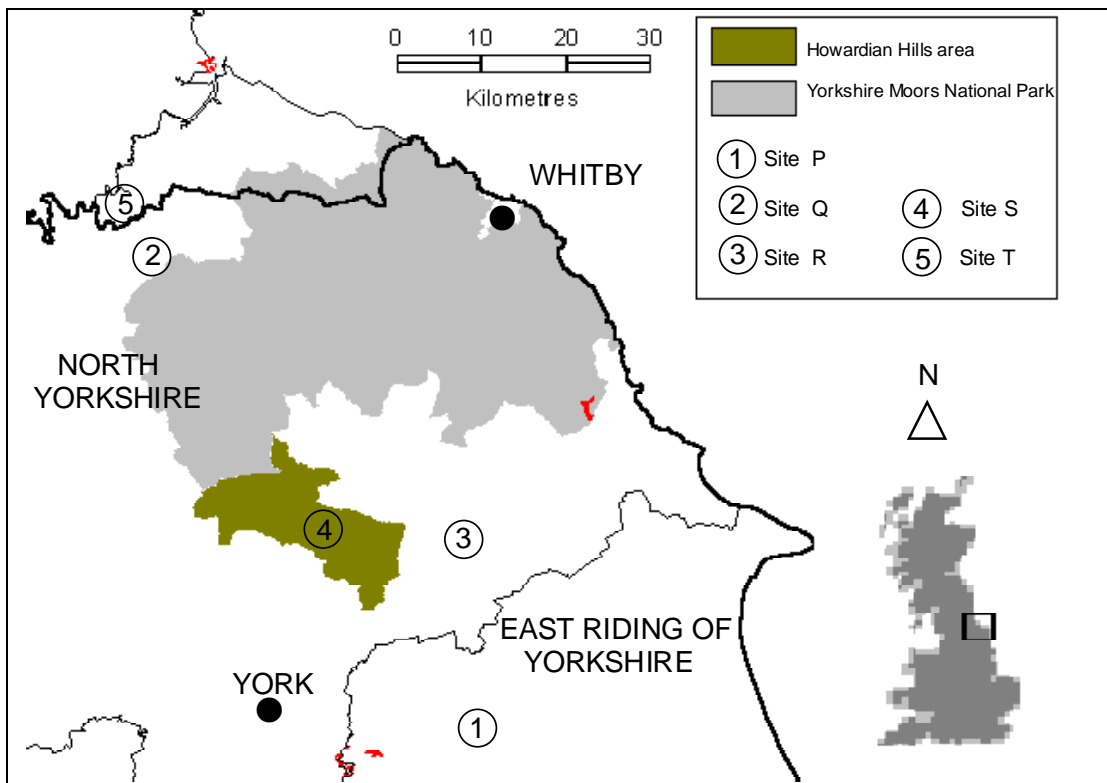 0 10 20 30
Kilometres
Howardian Hills area
Yorkshire Moors National Park
1 Site P
2 Site Q
3 Site R
4 Site S
5 Site T
WHITBY
5
2
NORTH
YORKSHIRE
N
4
3
EAST RIDING OF
YORKSHIRE
YORK
1